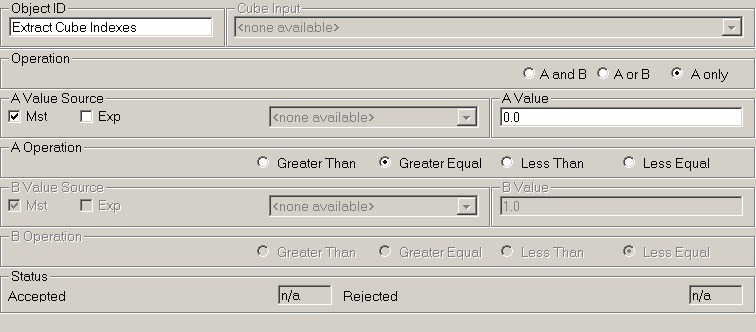 Object ID
Cube Input
Extract Cube Indexes
<none available>
Operation
A and B
A or B
A only
A Value Source
A Value
Mst
Exp
<none available>
0.0
A Operation
Greater Than
Greater Equal
Less Than
Less Equal
B Value Source
B Value
Mst
Exp
<none available>
1.0
B Operation
Greater Than
Greater Equal
Less Than
Less Equal
Status
Accepted
n/a
Rejected
n/a